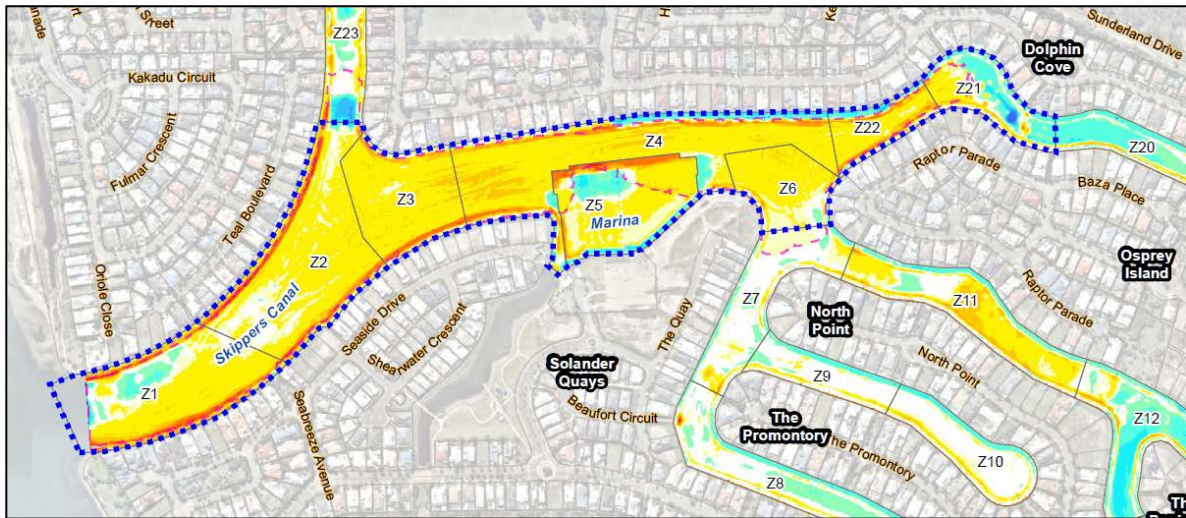 Street
Z23
Kakadu Circuit
Sunderland Drive
Dolphin
Cove
Z21
Z22
Z4
Z20
Fulmar Crescent
Raptor Parade
Baza Place
Teal Boulevard
Z3
Z5
Z6
Marina
Osprey
Island
Oriole Close
Z2
Skippers Canal
Seaside Drive
Shearwater Crescent
The Quay
Z7
North
Point
Z11
Raptor Parade
Z1
Solander
Quays
North Point
Z9
Seabreeze Avenue
Beaufort Circuit
The
Promontory
The Promontory
Z12
Z10
Z8